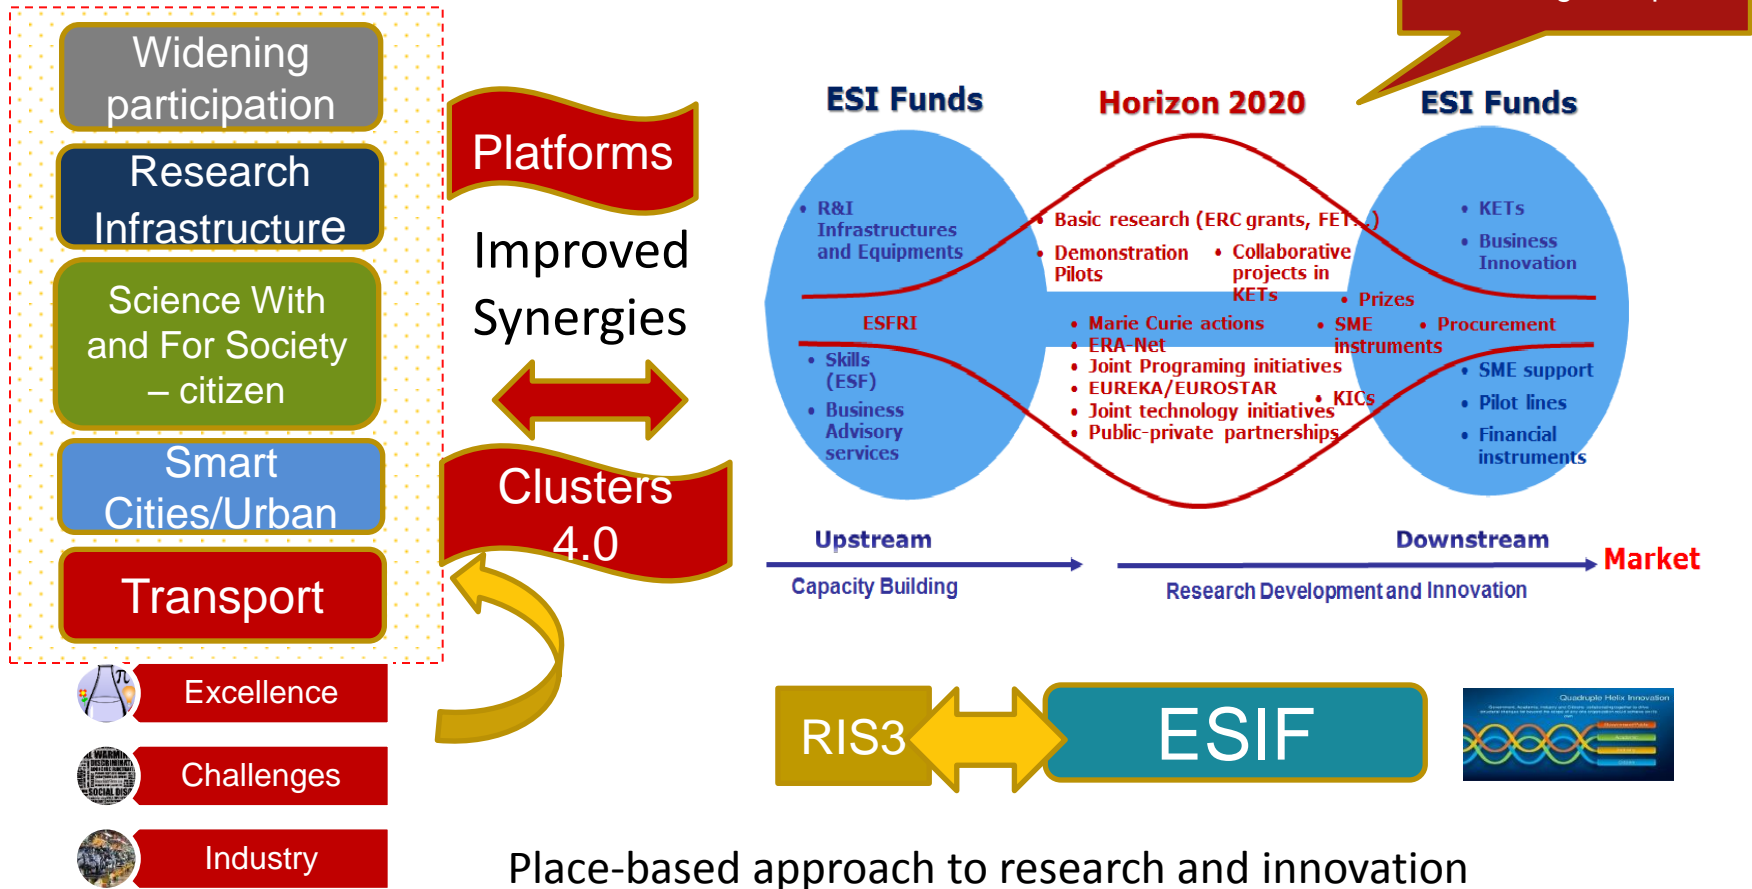 Widening
participation
Research
Infrastructure
Science With
and For Society
– citizen
Smart
Cities/Urban
Transport
Excellence
Challenges
Industry
Platforms
Improved
Synergies
Clusters
4.0
ESI Funds
Horizon 2020
ESI Funds
• R&I
Infrastructures
and Equipments
ESFRI
• Skills
(ESF)
• Business
Advisory
services
• Basic research (ERC grants, FET...)
• Demonstration
Pilots
• Collaborative
projects in
KETs
• Prizes
• Marie Curie actions
• ERA-Net
• Joint Programing initiatives
• EUREKA/EUROSTAR
• Joint technology initiatives
• Public-private partnerships
• SME
instruments
• Procurement
• KICs
• KETs
• Business
Innovation
• SME support
• Pilot lines
• Financial
instruments
Upstream
Downstream
Market
Capacity Building
Research Development and Innovation
RIS3
ESIF
Quadruple Helix Innovation
Place-based approach to research and innovation